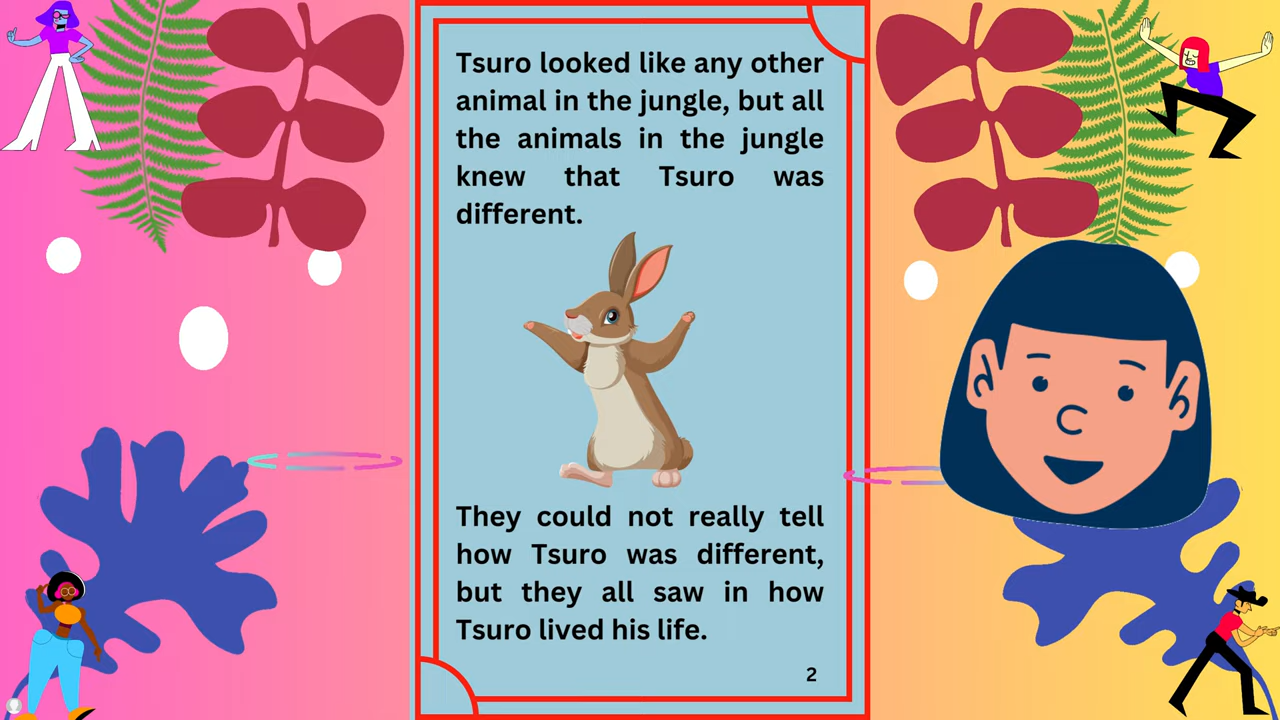 Tsuro looked like any other
animal in the jungle, but all
the animals in the jungle
knew that Tsuro was
different.
They could not really tell
how Tsuro was different,
but they all saw in how
Tsuro lived his life.
2